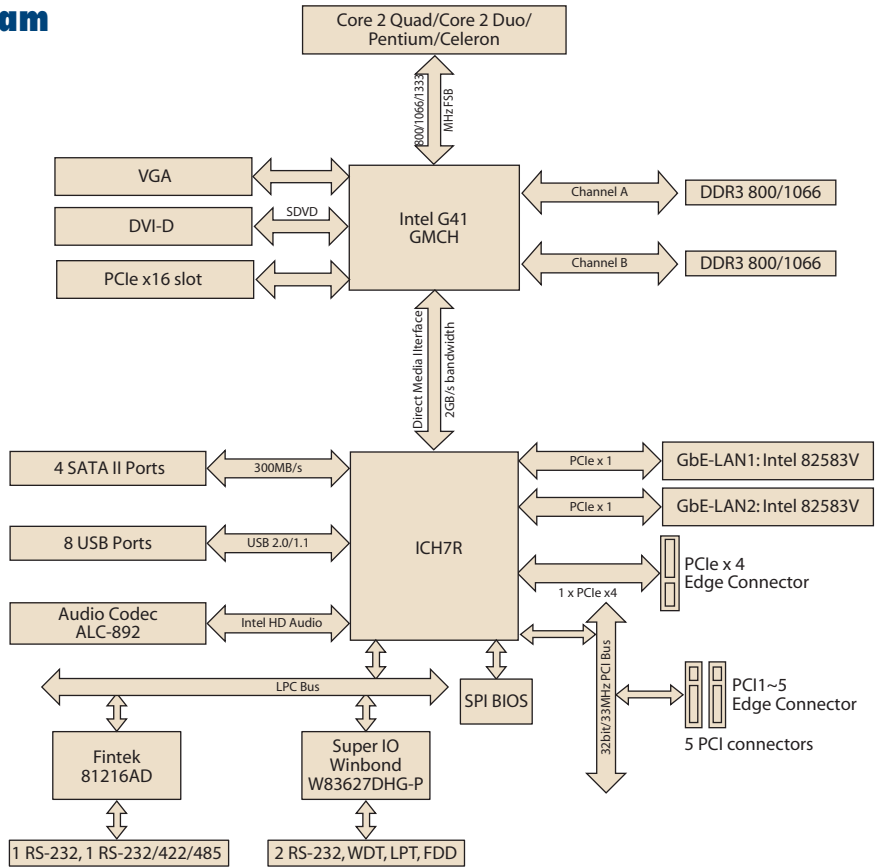 am
Core 2 Quad/Core 2 Duo/
Pentium/Celeron
800/1066/1333
MHz FSB
VGA
SDVD
DVI-D
PCIe x16 slot
Intel G41
GMCH
Channel A
DDR3 800/1066
Channel B
DDR3 800/1066
Direct Media IIterface
2GB/s bandwidth
4 SATA II Ports
300MB/s
8 USB Ports
USB 2.0/1.1
Audio Codec
ALC-892
Intel HD Audio
ICH7R
PCIe x 1
GbE-LAN1: Intel 82583V
PCIe x 1
GbE-LAN2: Intel 82583V
PCIe x 4
Edge Connector
1 x PCIe x4
32bit/33MHz PCI Bus
PCI1~5
Edge Connector
5 PCI connectors
LPC Bus
SPI BIOS
Fintek
81216AD
Super IO
Winbond
W83627DHG-P
1 RS-232, 1 RS-232/422/485
2 RS-232, WDT, LPT, FDD